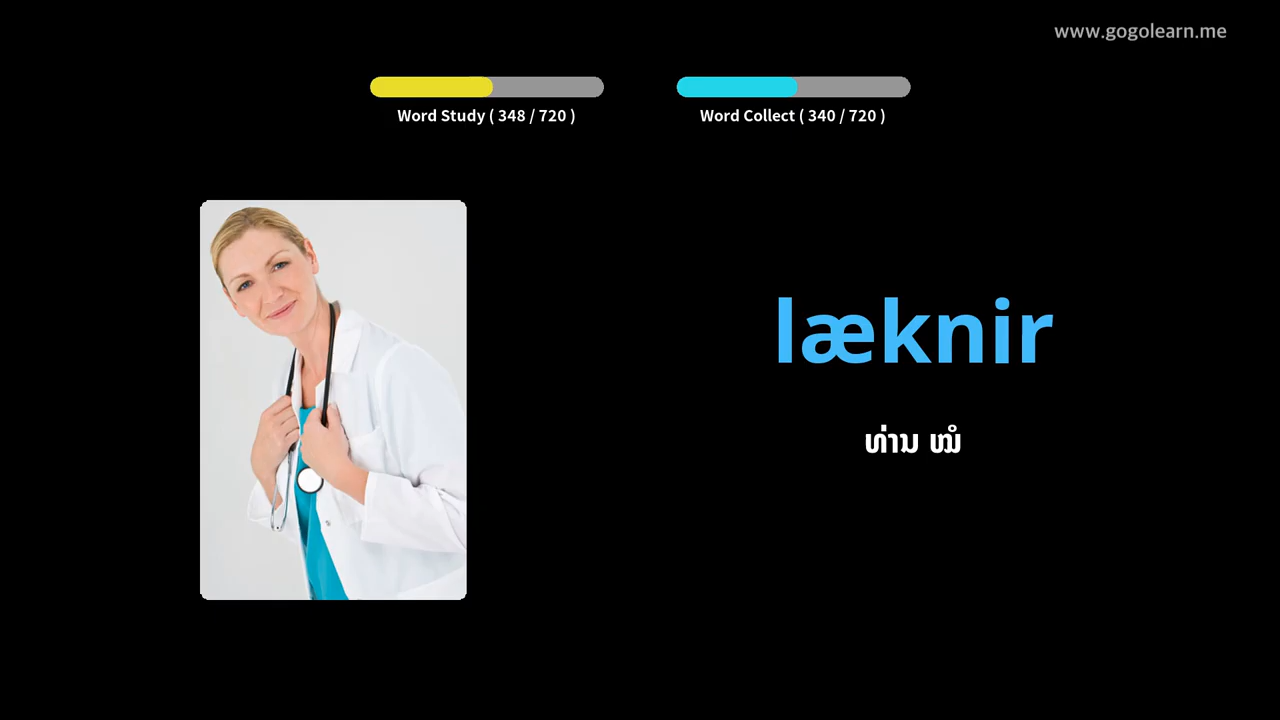 www.gogolearn.me
Word Study ( 348 / 720 )
Word Collect ( 340 / 720 )
læknir
ທ່ານ ໝໍ